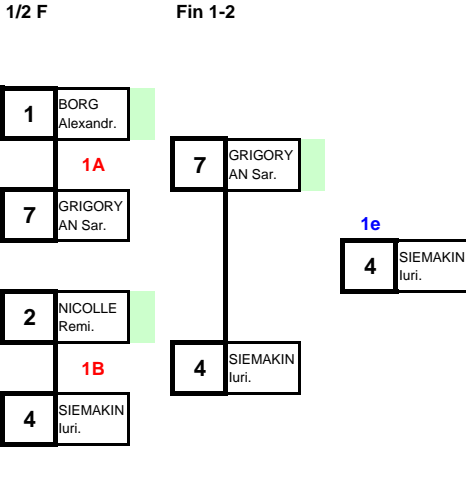 1/2 F
Fin 1-2
1
BORG
Alexandr.
1A
7
GRIGORY
AN Sar.
2
NICOLLE
Remi.
1B
4
SIEMAKIN
Iuri.
7
GRIGORY
AN Sar.
4
SIEMAKIN
Iuri.
1e
4
SIEMAKIN
Iuri.